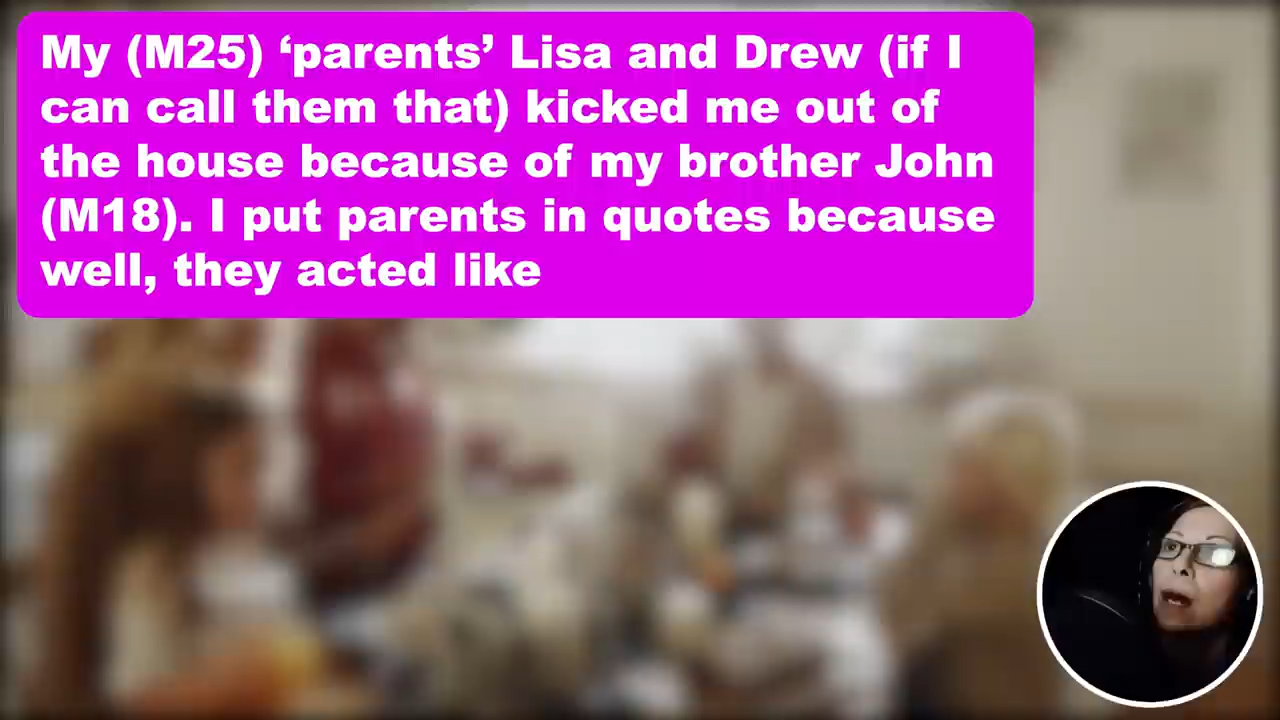 My (M25) ‘parents’ Lisa and Drew (if I
can call them that) kicked me out of
the house because of my brother John
(M18). I put parents in quotes because
well, they acted like